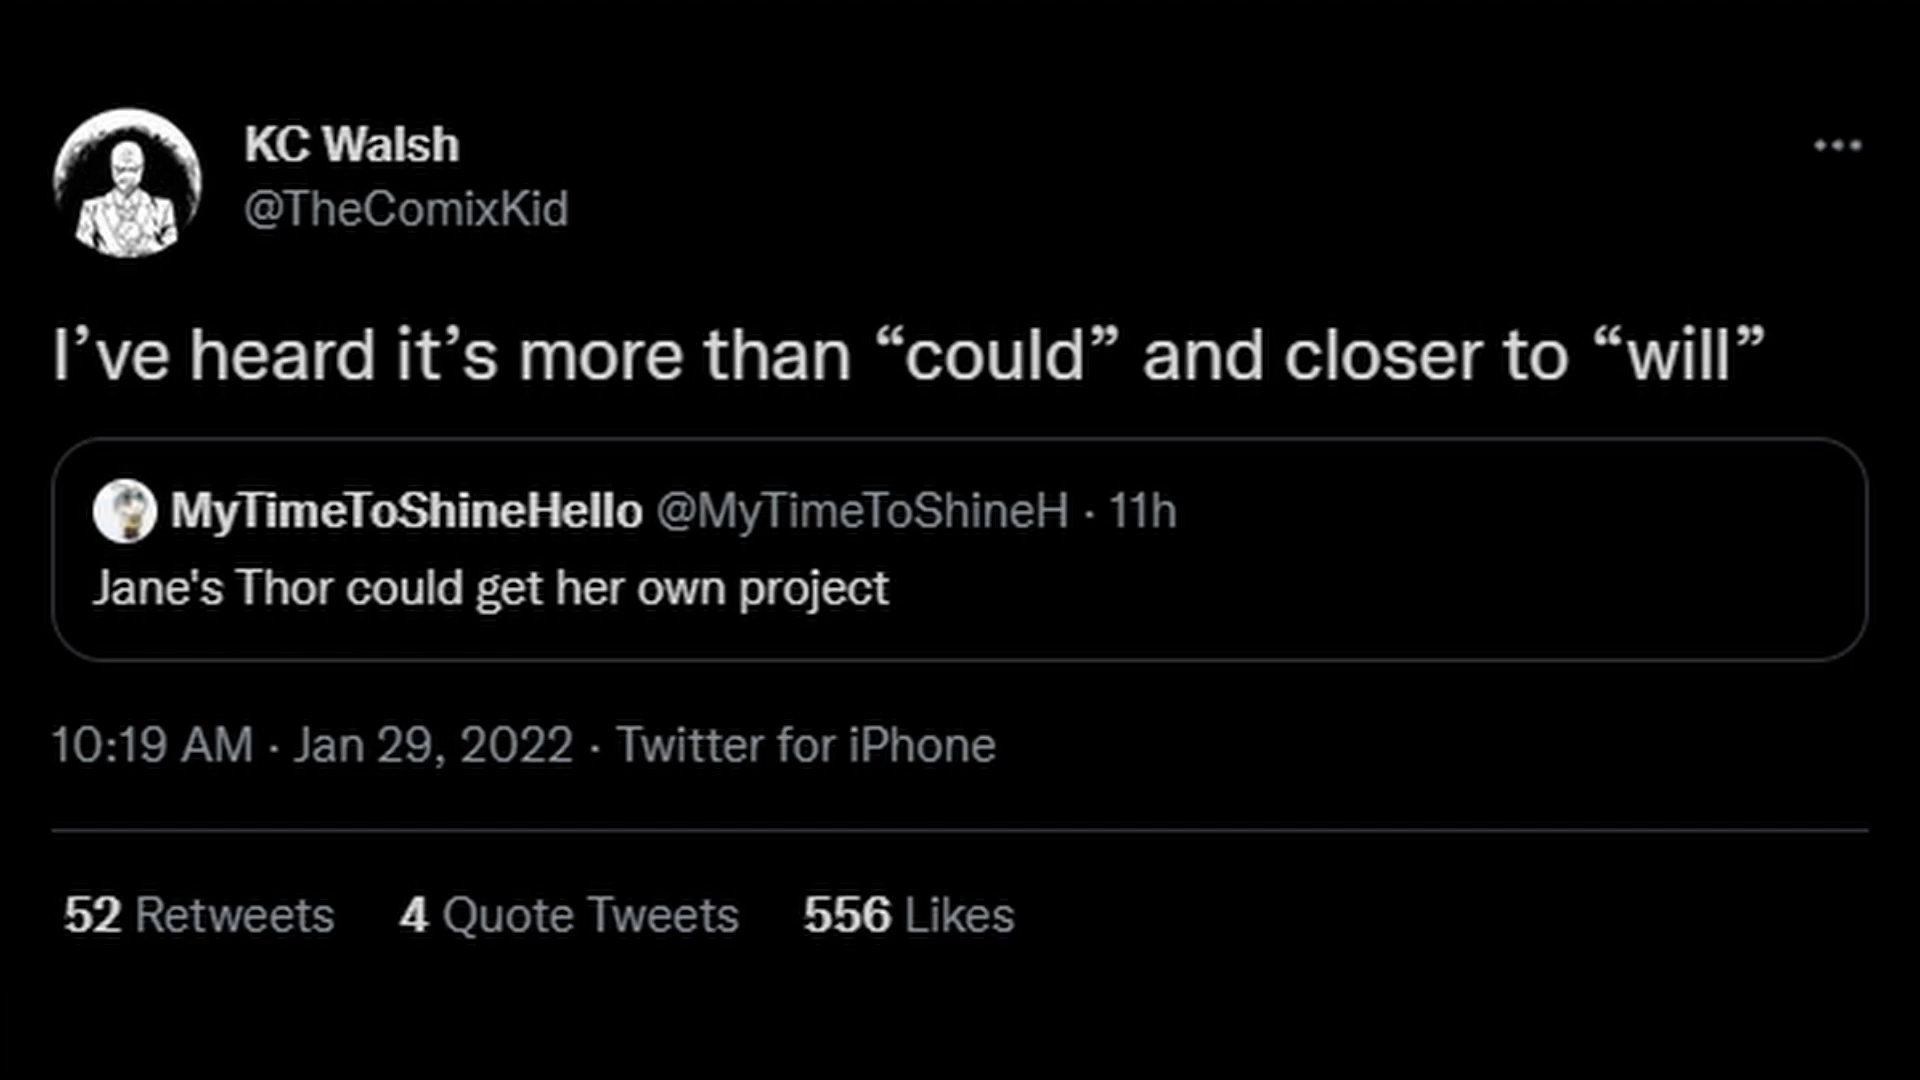 KC Walsh
@TheComixKid
I’ve heard it’s more than “could” and closer to “will”
MyTimeToShineHello @MyTimeToShineH · 11h
Jane's Thor could get her own project
10:19 AM · Jan 29, 2022 · Twitter for iPhone
52 Retweets 4 Quote Tweets 556 Likes